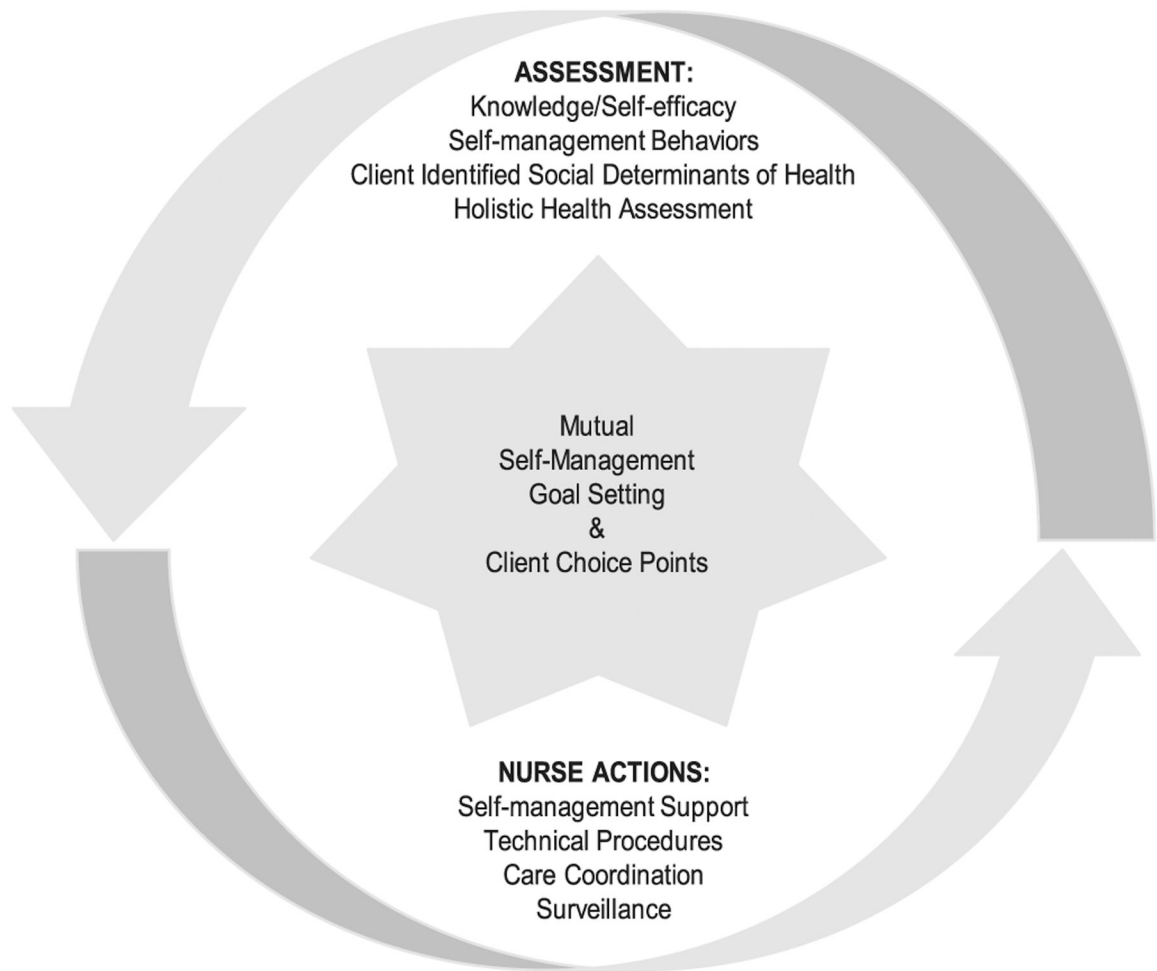 ASSESSMENT:
Knowledge/Self-efficacy
Self-management Behaviors
Client Identified Social Determinants of Health
Holistic Health Assessment
Mutual
Self-Management
Goal Setting
&
Client Choice Points
NURSE ACTIONS:
Self-management Support
Technical Procedures
Care Coordination
Surveillance